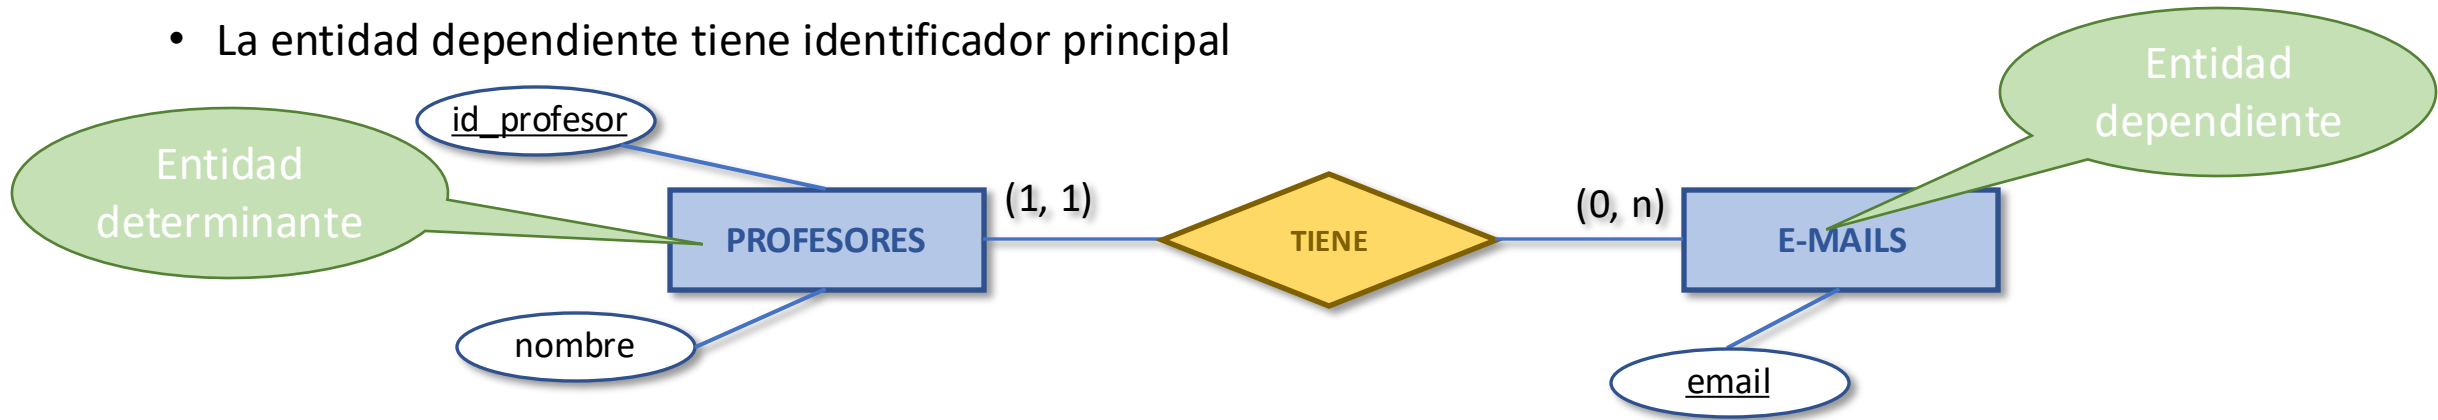 • La entidad dependiente tiene identificador principal
Entidad
dependiente
id_profesor
Entidad
determinante
(1, 1)
(0, n)
PROFESORES
TIENE
E-MAILS
nombre
email